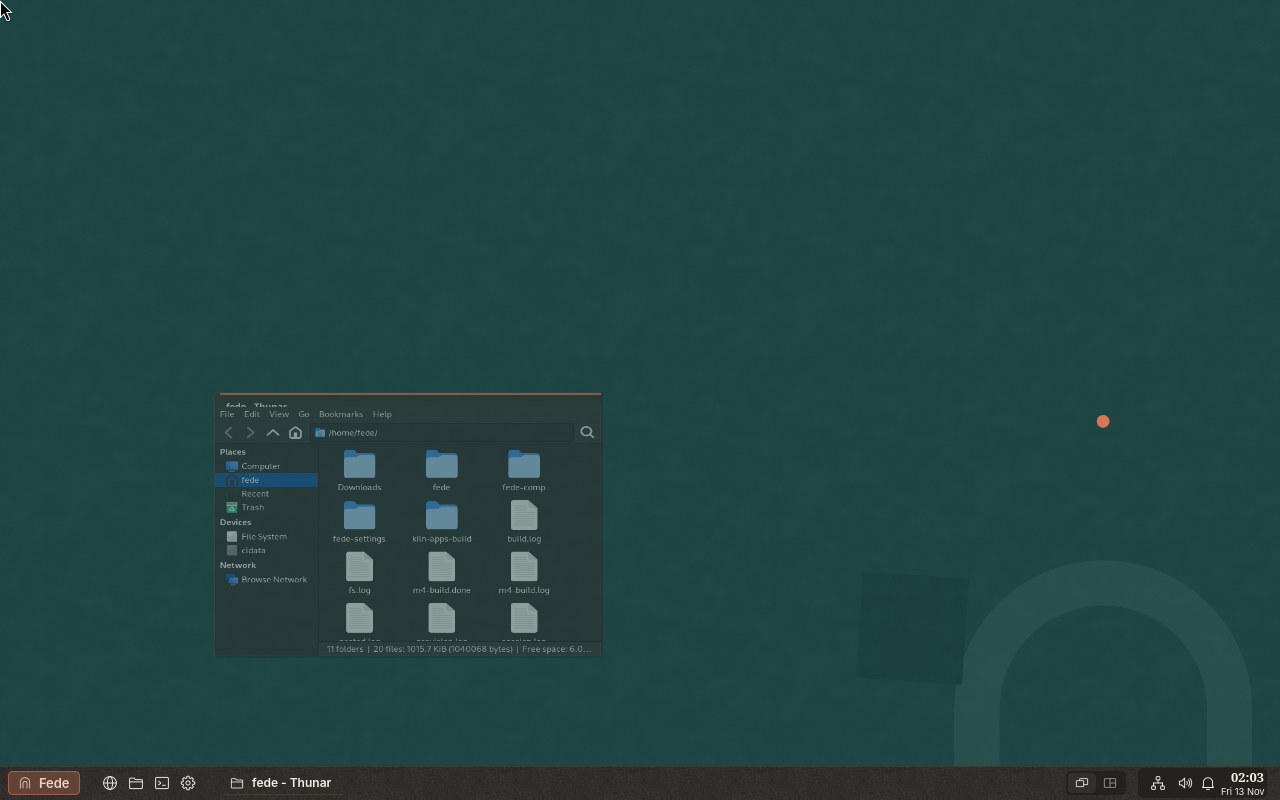 fede - Thunar
File Edit View Go Bookmarks Help
/home/fede/
Places
Computer
fede
Recent
Trash
Devices
File System
cidata
Network
Browse Network
Downloads fede fede-comp
fede-settings kiln-apps-build build.log
fs.log m4-build.done m4-build.log
11 folders | 20 files: 1015.7 KiB (1040068 bytes) | Free space: 6.0...
Fede fede - Thunar 02:03
Fri 13 Nov